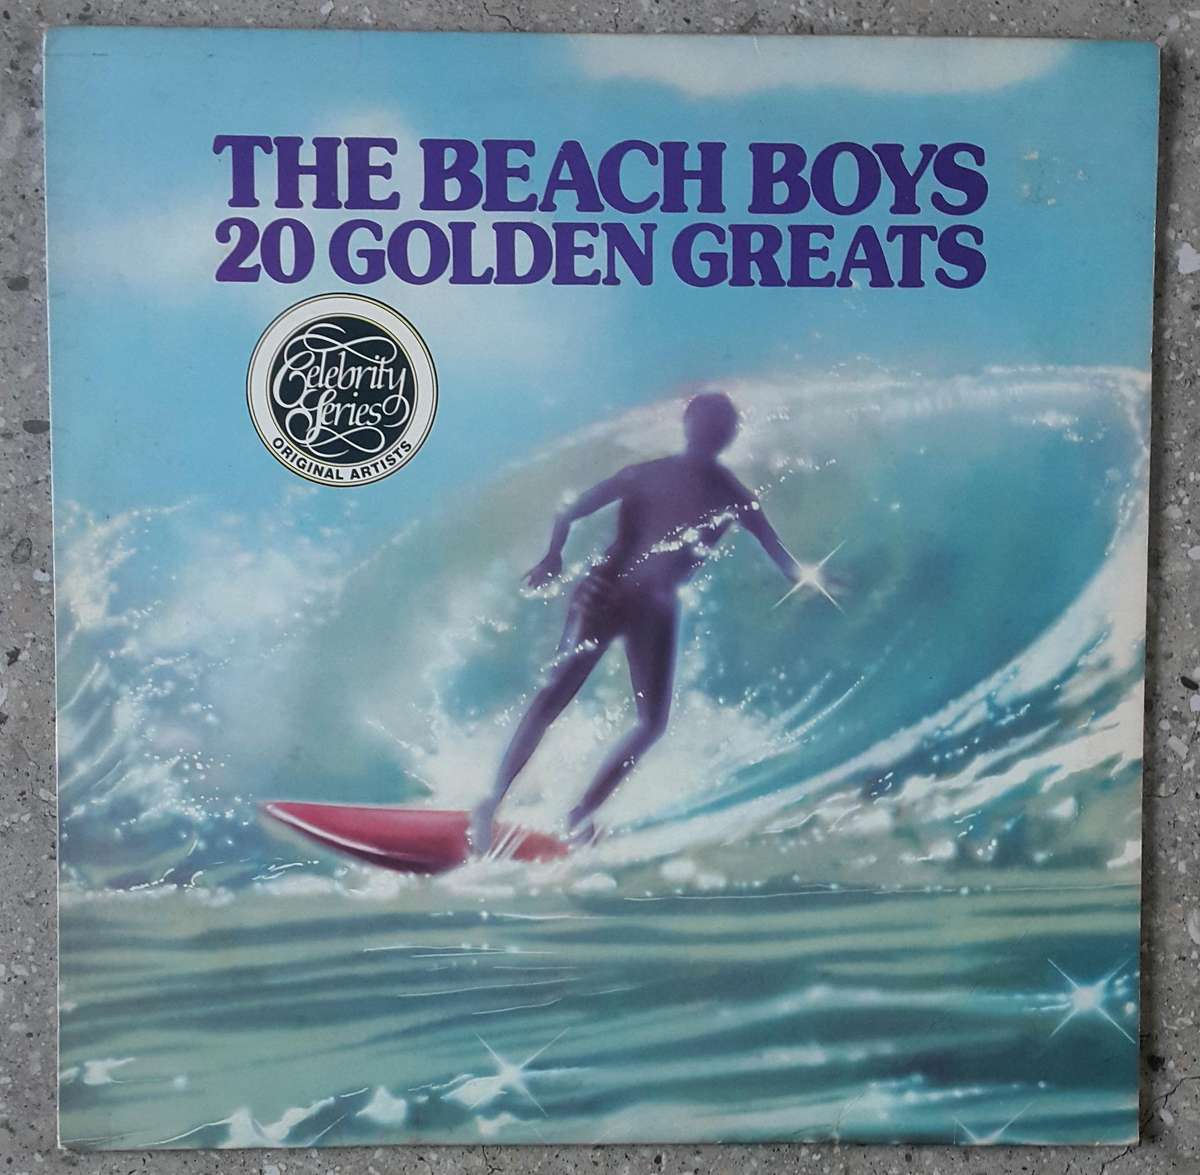 THE BEACH BOYS
20 GOLDEN GREATS
Celebrity
Series
ORIGINAL ARTISTS